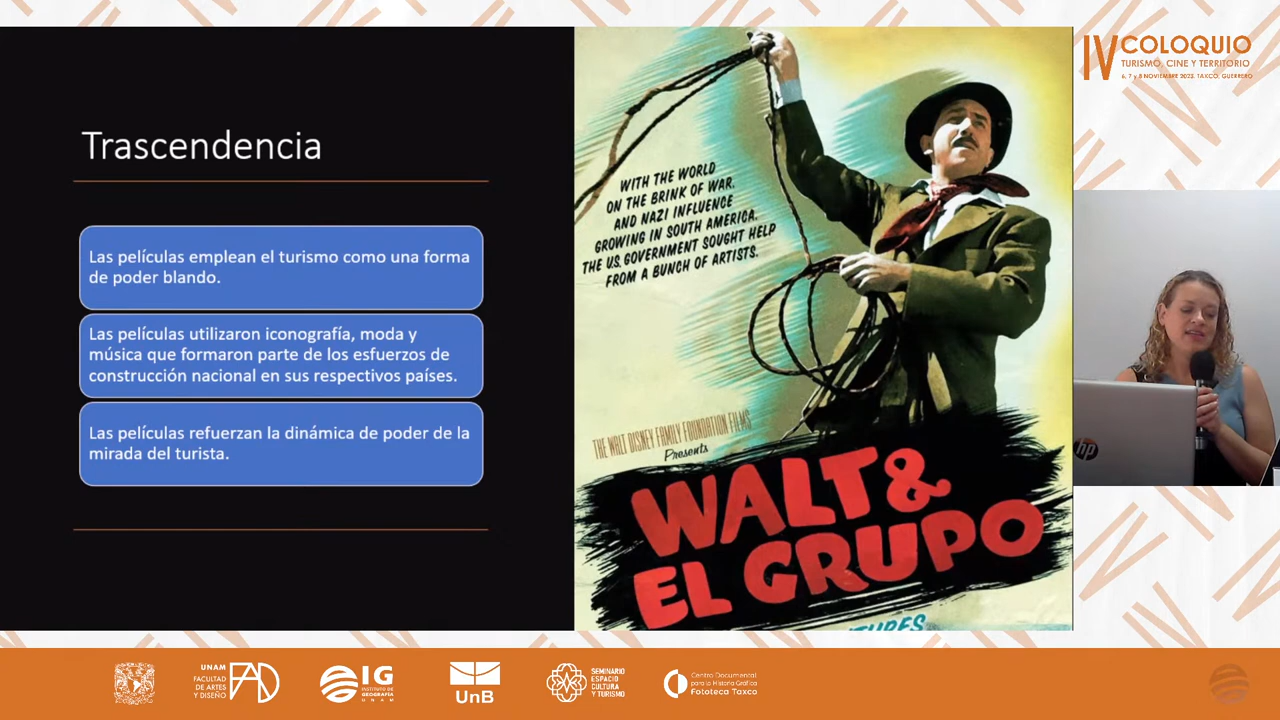 Trascendencia
Las películas emplean el turismo como una forma
de poder blando.
Las películas utilizaron iconografía, moda y
música que formaron parte de los esfuerzos de
construcción nacional en sus respectivos países.
Las películas refuerzan la dinámica de poder de la
mirada del turista.
WITH THE WORLD
ON THE BRINK OF WAR.
AND NAZI INFLUENCE
GROWING IN SOUTH AMERICA,
THE U.S. GOVERNMENT SOUGHT HELP
FROM A BUNCH OF ARTISTS.
THE WALT DISNEY FAMILY FOUNDATION FILMS
Presents
WALT &
EL GRUPO
IV COLOQUIO
TURISMO, CINE Y TERRITORIO
6, 7 y 8 NOVIEMBRE 2023. TAXCO, GUERRERO
hp
UNAM
FACULTAD
DE ARTES
Y DISEÑO
FAD
IG
INSTITUTO DE
GEOGRAFÍA
UNAM
UnB
SEMINARIO
ESPACIO
CULTURA
Y TURISMO
Centro Documental
para la Historia Gráfica
Fototeca Taxco